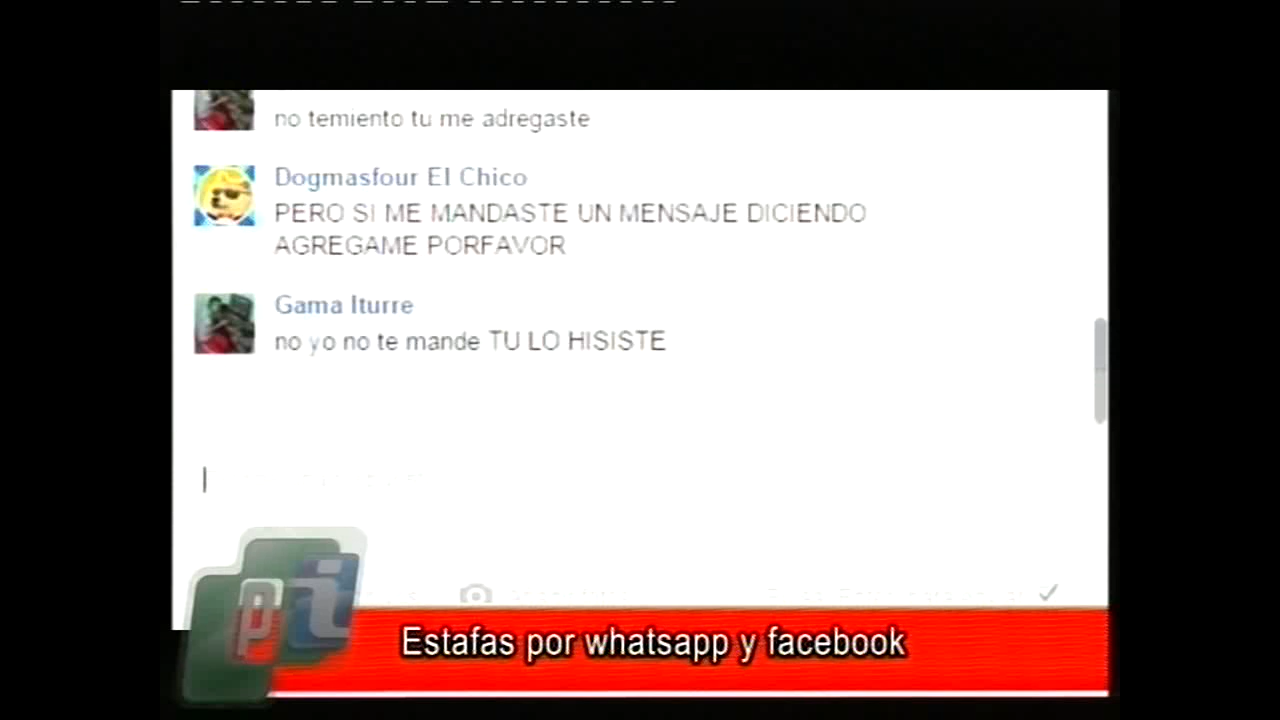 no temiento tu me adregaste
Dogmasfour El Chico
PERO SI ME MANDASTE UN MENSAJE DICIENDO
AGREGAME PORFAVOR
Gama Iturre
no yo no te mande TU LO HISISTE
pi
Estafas por whatsapp y facebook